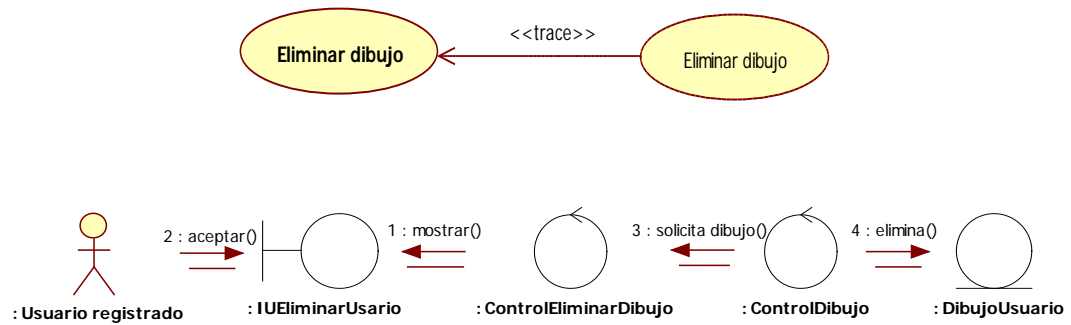 <<trace>>
Eliminar dibujo
Eliminar dibujo
2 : aceptar()
1 : mostrar()
3 : solicita dibujo()
4 : elimina()
: Usuario registrado
: IUEliminarUsario
: ControlEliminarDibujo
: ControlDibujo
: DibujoUsuario